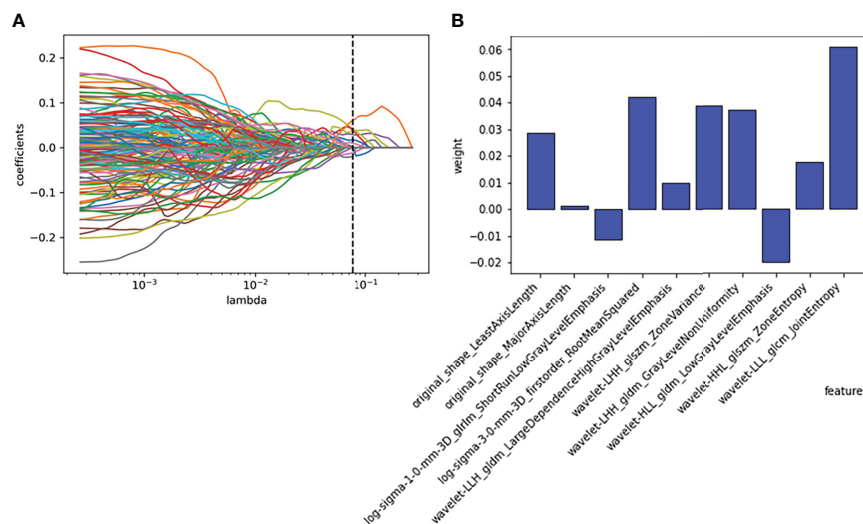 A
0.2
0.1
0.0
−0.1
−0.2
coefficients
10−3
10−2
10−1
lambda
B
0.06
0.05
0.04
0.03
0.02
0.01
0.00
−0.01
−0.02
weight
original_shape_LeastAxisLength
original_shape_MajorAxisLength
log-sigma-1-0-mm-3D_glrlm_ShortRunLowGrayLevelEmphasis
log-sigma-3-0-mm-3D_firstorder_RootMeanSquared
wavelet-LLH_gldm_LargeDependenceHighGrayLevelEmphasis
wavelet-LHH_glszm_ZoneVariance
wavelet-LHH_gldm_GrayLevelNonUniformity
wavelet-HLL_gldm_LowGrayLevelEmphasis
wavelet-HHL_glszm_ZoneEntropy
wavelet-LLL_glcm_JointEntropy
feature